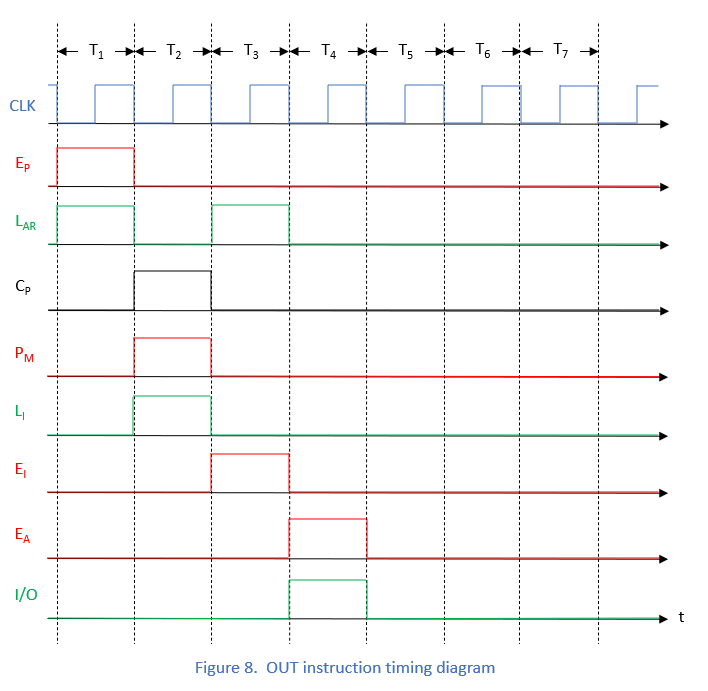 T1 T2 T3 T4 T5 T6 T7
CLK
EP
LAR
CP
PM
LI
EI
EA
I/O
t
Figure 8. OUT instruction timing diagram